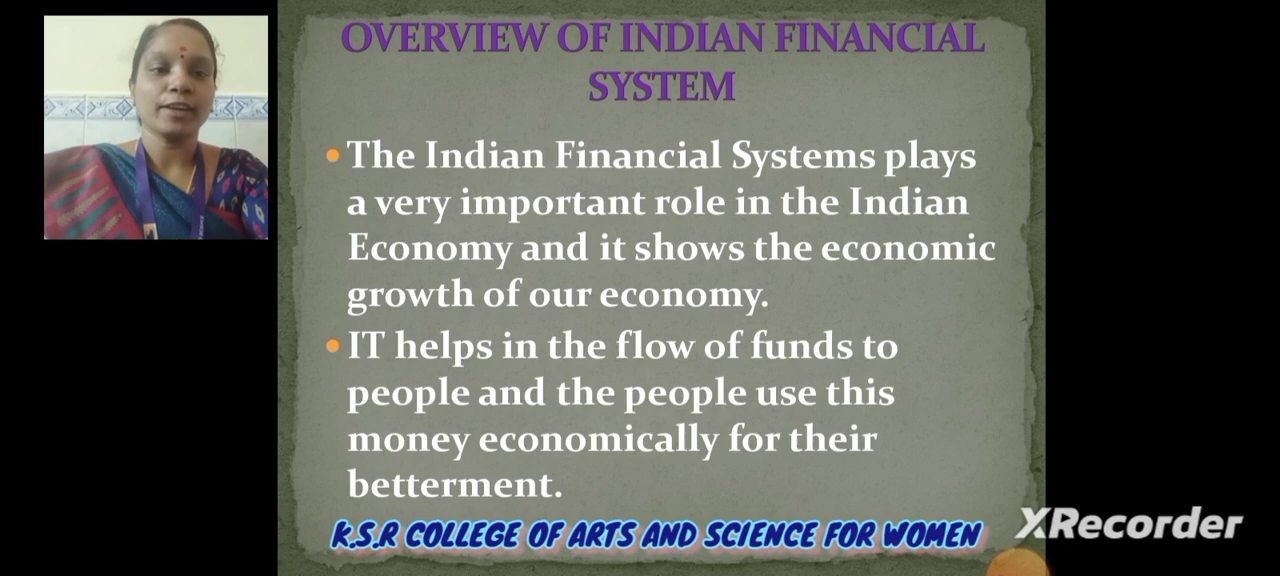 OVERVIEW OF INDIAN FINANCIAL
SYSTEM
• The Indian Financial Systems plays
a very important role in the Indian
Economy and it shows the economic
growth of our economy.
• IT helps in the flow of funds to
people and the people use this
money economically for their
betterment.
K.S.R COLLEGE OF ARTS AND SCIENCE FOR WOMEN
XRecorder